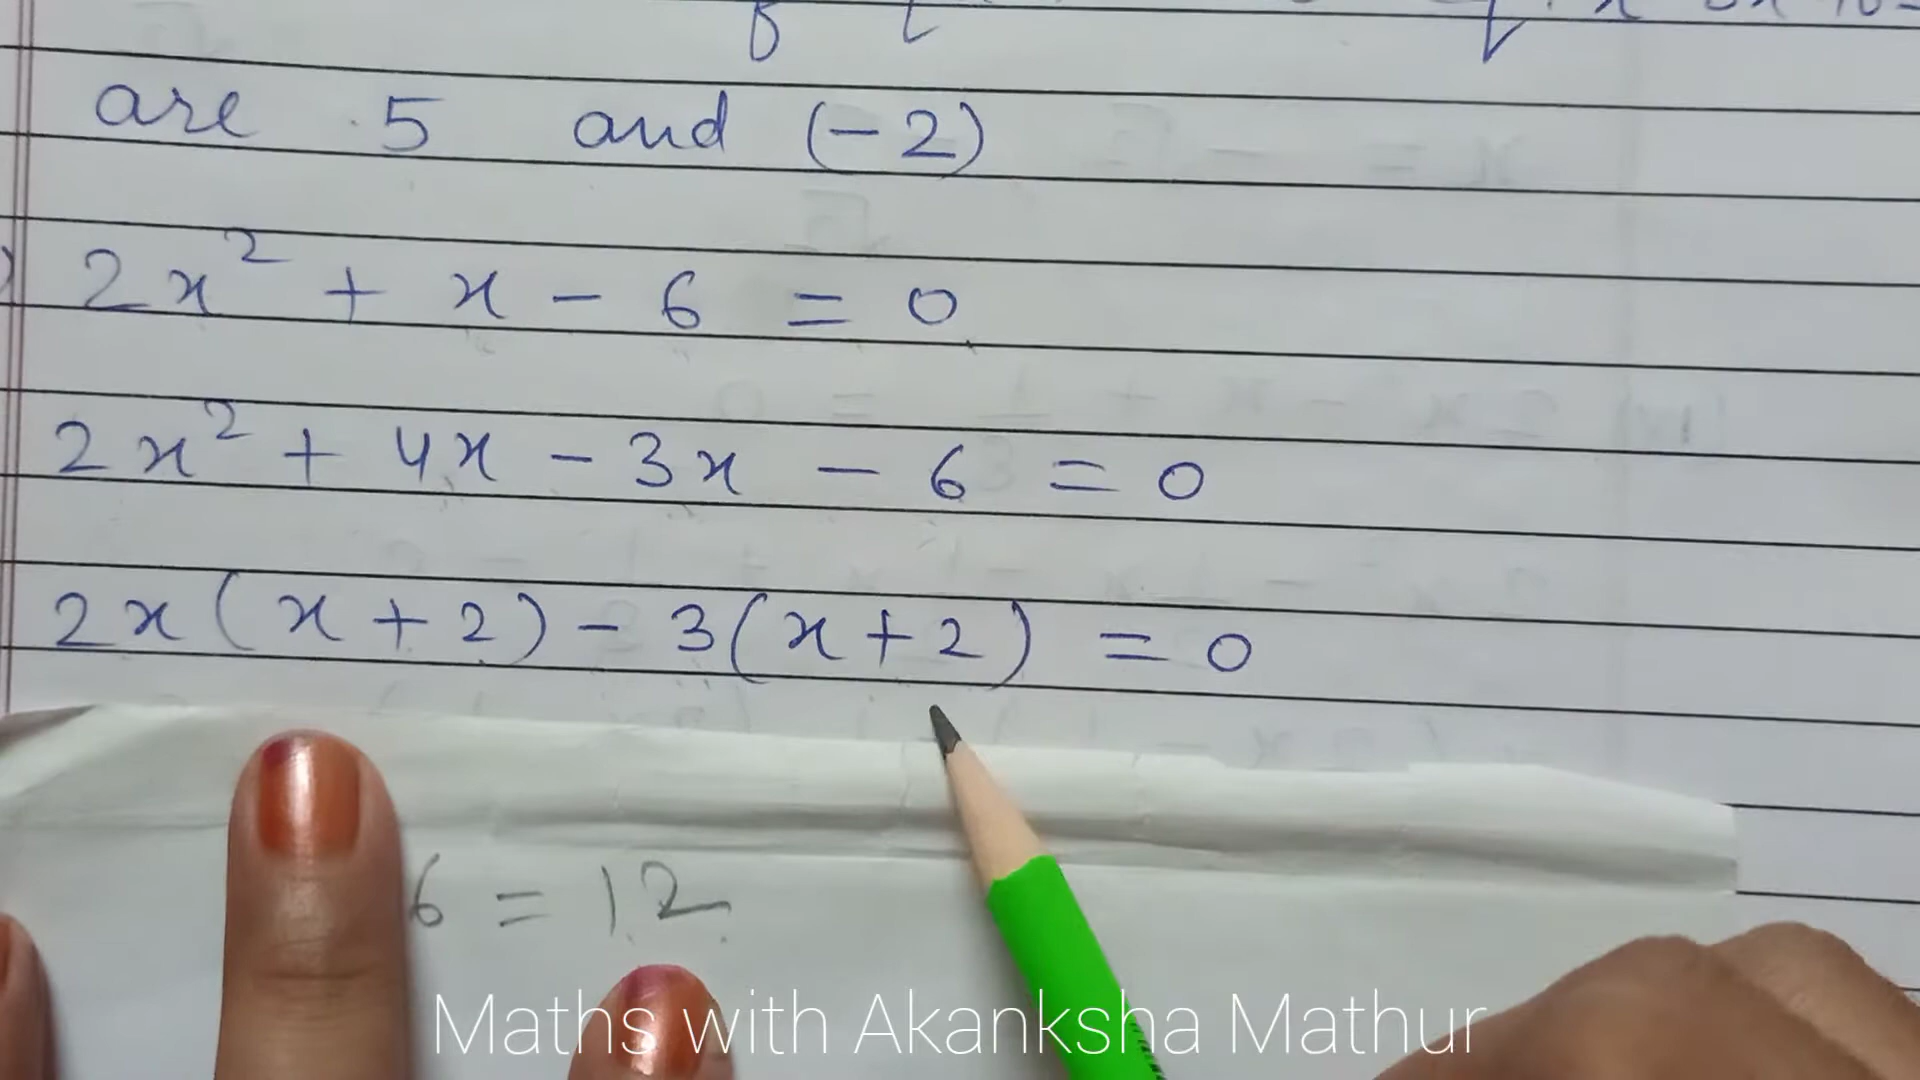 are 5 and (-2)
2x² + x - 6 = 0
2x² + 4x - 3x - 6 = 0
2x(x+2) - 3(x+2) = 0
6 = 12
Maths with Akanksha Mathur